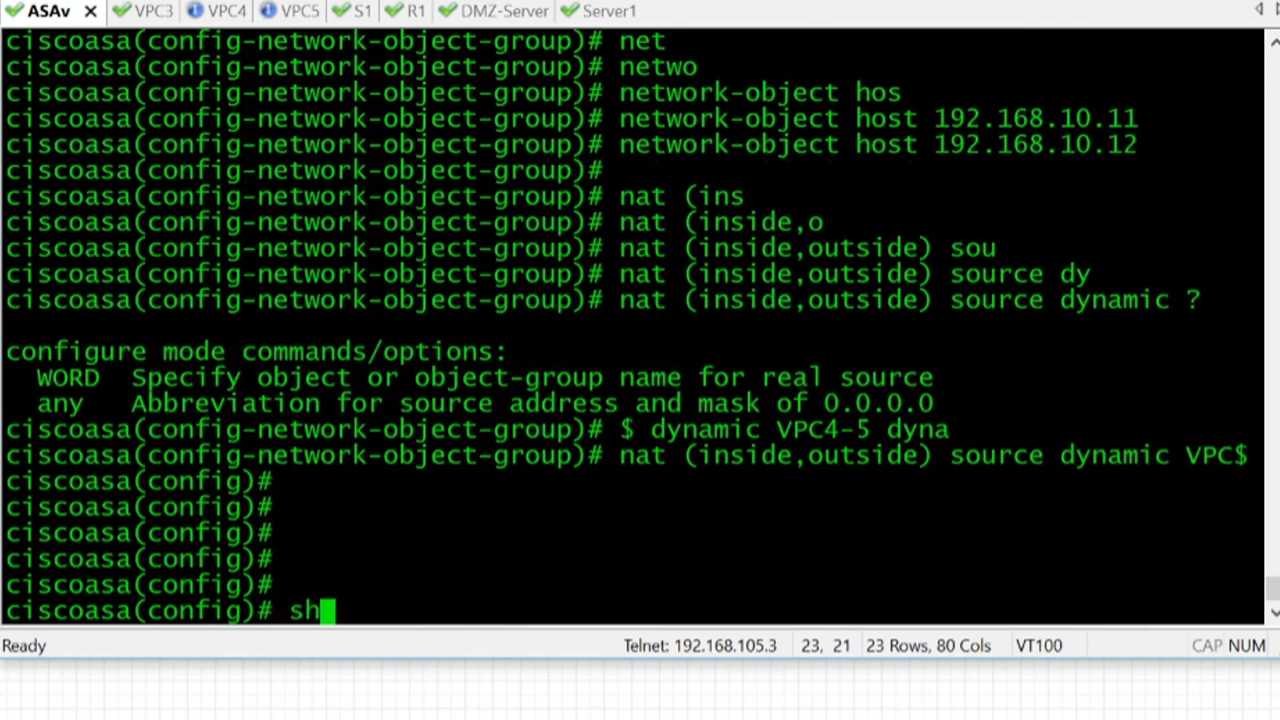 ASAv VPC3 VPC4 VPC5 S1 R1 DMZ-Server Server1
ciscoasa(config-network-object-group)# net
ciscoasa(config-network-object-group)# netwo
ciscoasa(config-network-object-group)# network-object hos
ciscoasa(config-network-object-group)# network-object host 192.168.10.11
ciscoasa(config-network-object-group)# network-object host 192.168.10.12
ciscoasa(config-network-object-group)#
ciscoasa(config-network-object-group)# nat (ins
ciscoasa(config-network-object-group)# nat (inside,o
ciscoasa(config-network-object-group)# nat (inside,outside) sou
ciscoasa(config-network-object-group)# nat (inside,outside) source dy
ciscoasa(config-network-object-group)# nat (inside,outside) source dynamic ?
configure mode commands/options:
WORD Specify object or object-group name for real source
any Abbreviation for source address and mask of 0.0.0.0
ciscoasa(config-network-object-group)# $ dynamic VPC4-5 dyna
ciscoasa(config-network-object-group)# nat (inside,outside) source dynamic VPC$
ciscoasa(config)#
ciscoasa(config)#
ciscoasa(config)#
ciscoasa(config)#
ciscoasa(config)#
ciscoasa(config)# sh
Ready Telnet: 192.168.105.3 23, 21 23 Rows, 80 Cols VT100 CAP NUM